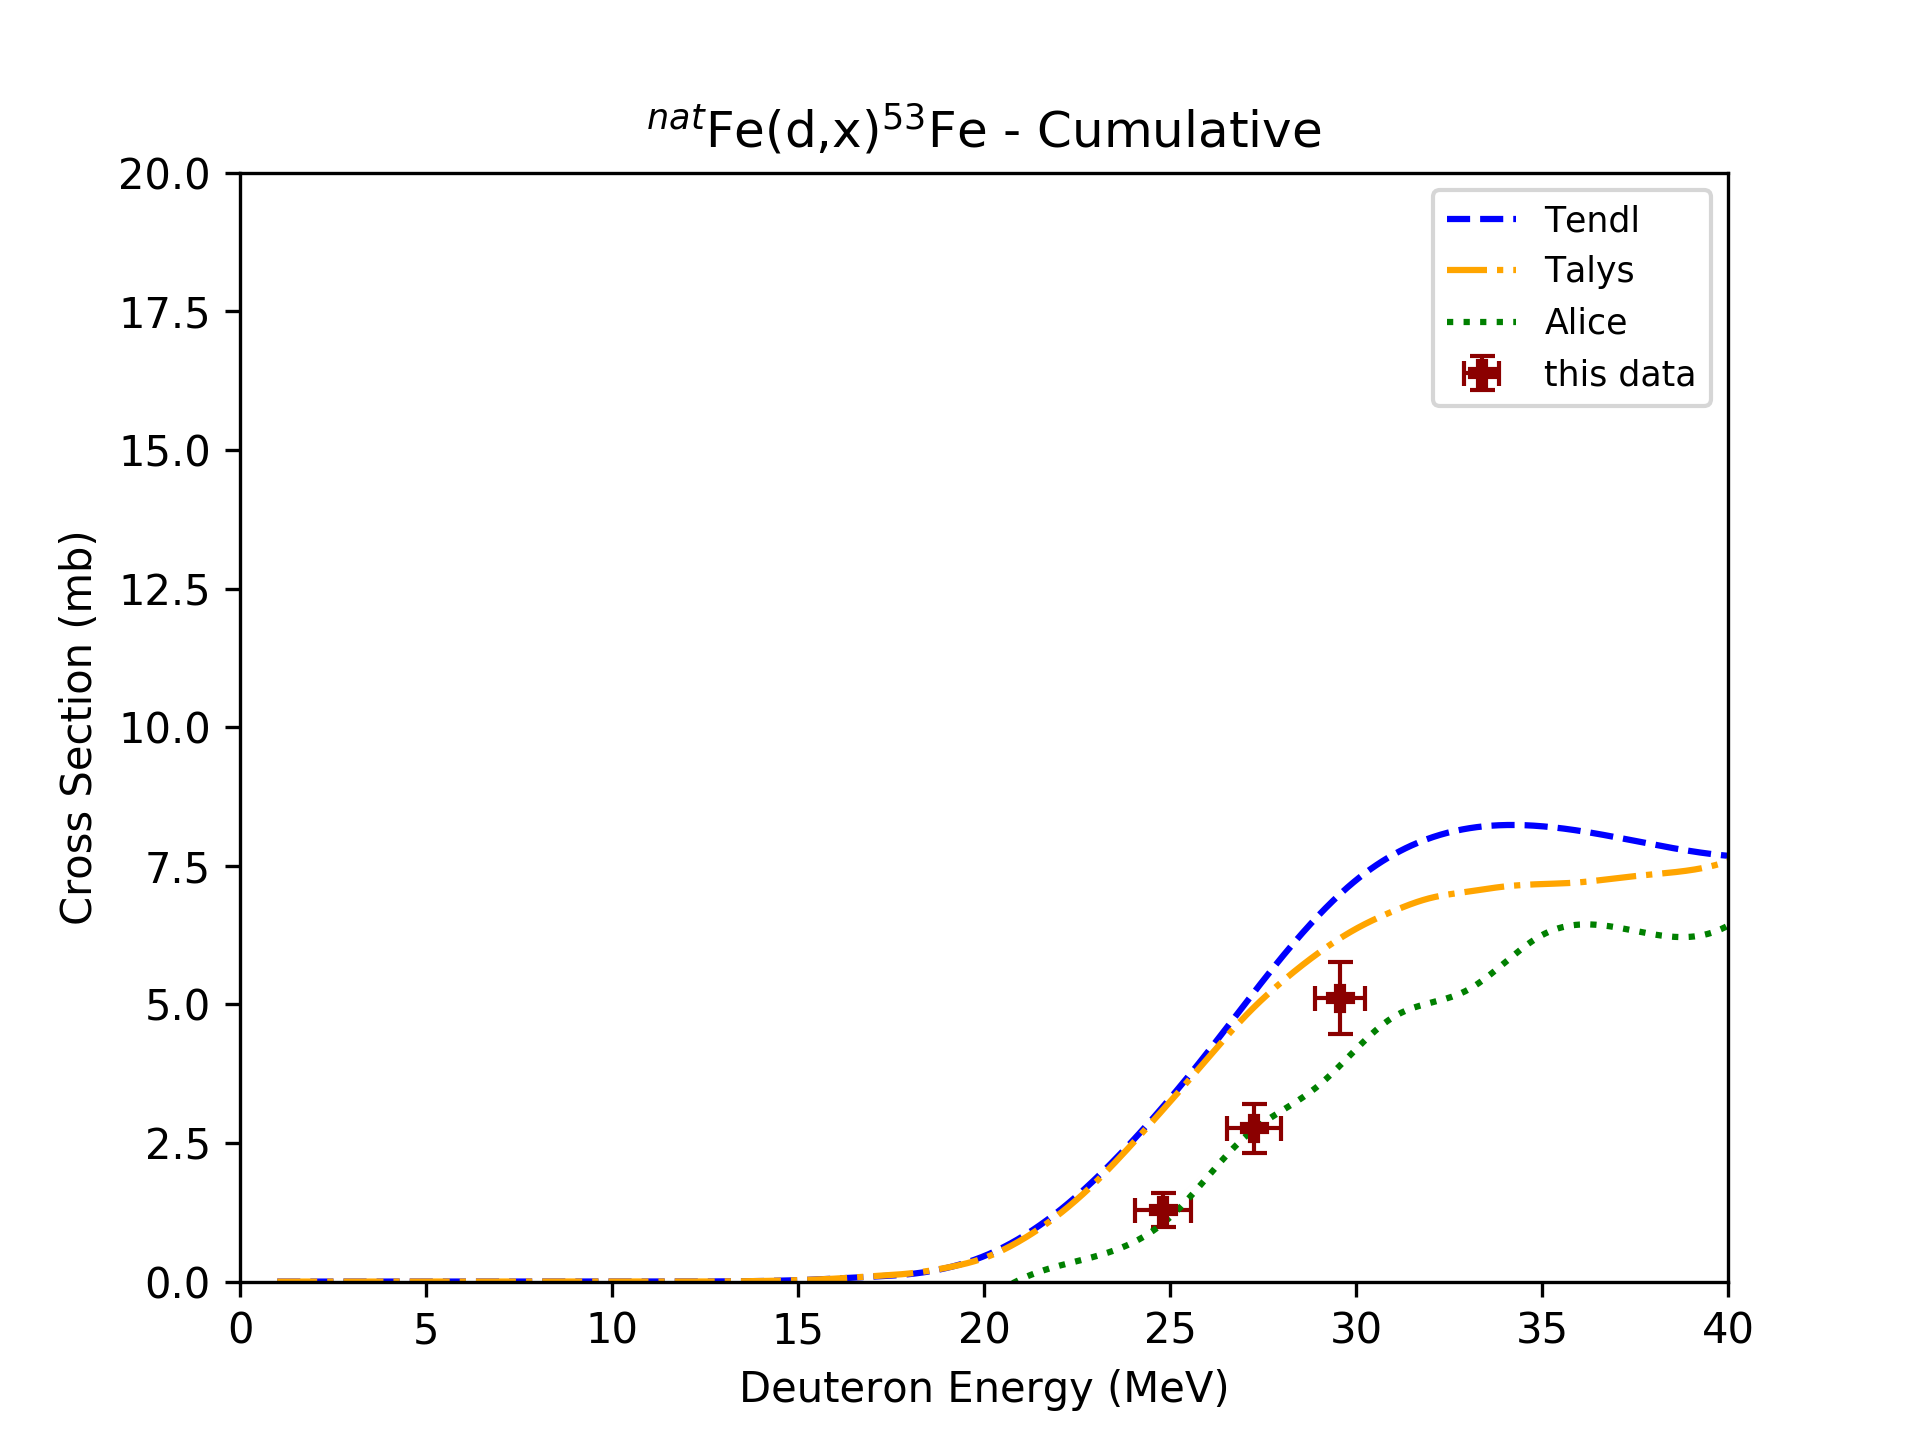 natFe(d,x)53Fe - Cumulative
20.0
17.5
15.0
12.5
10.0
7.5
5.0
2.5
0.0
Cross Section (mb)
Tendl
Talys
Alice
this data
0 5 10 15 20 25 30 35 40
Deuteron Energy (MeV)